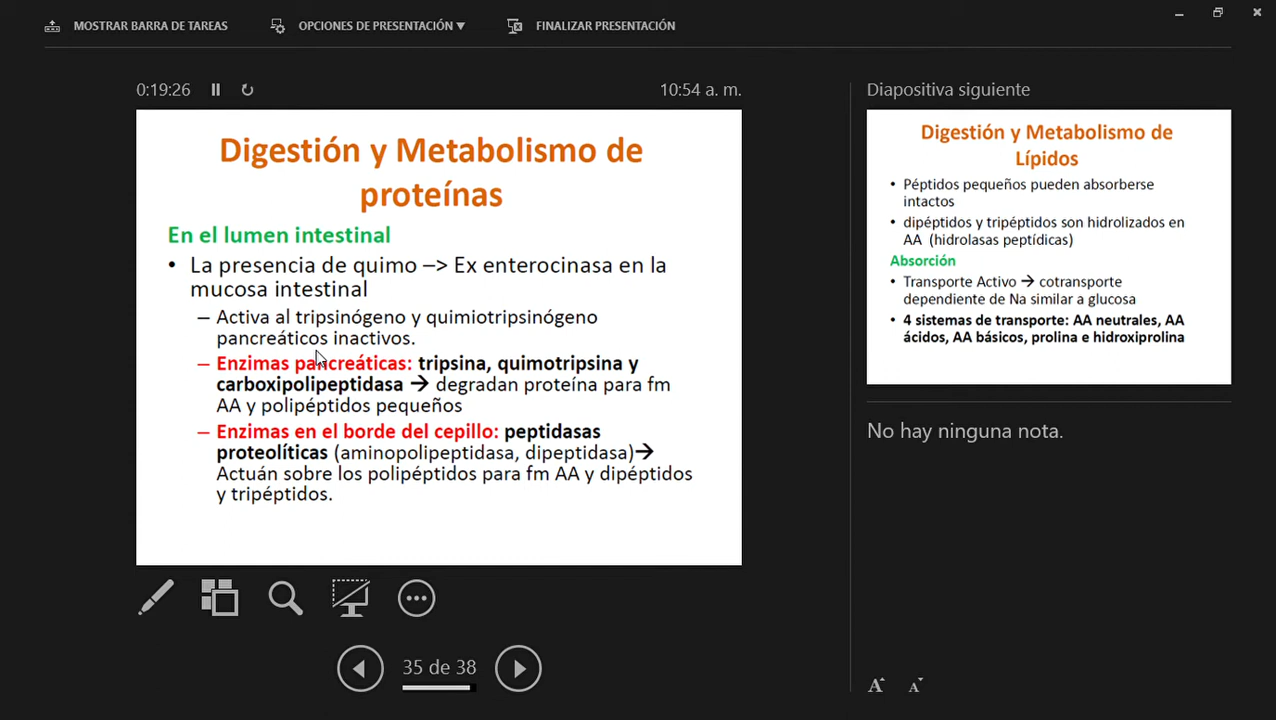 MOSTRAR BARRA DE TAREAS
OPCIONES DE PRESENTACIÓN ▼
FINALIZAR PRESENTACIÓN
0:19:26
10:54 a. m.
Digestión y Metabolismo de
proteínas
En el lumen intestinal
• La presencia de quimo –> Ex enterocinasa en la
mucosa intestinal
– Activa al tripsinógeno y quimiotripsinógeno
pancreáticos inactivos.
– Enzimas pancreáticas: tripsina, quimotripsina y
carboxipolipeptidasa → degradan proteína para fm
AA y polipéptidos pequeños
– Enzimas en el borde del cepillo: peptidasas
proteolíticas (aminopolipeptidasa, dipeptidasa)→
Actuán sobre los polipéptidos para fm AA y dipéptidos
y tripéptidos.
35 de 38
Diapositiva siguiente
Digestión y Metabolismo de
Lípidos
• Péptidos pequeños pueden absorberse
intactos
• dipéptidos y tripéptidos son hidrolizados en
AA (hidrolasas peptídicas)
Absorción
• Transporte Activo → cotransporte
dependiente de Na similar a glucosa
• 4 sistemas de transporte: AA neutrales, AA
ácidos, AA básicos, prolina e hidroxiprolina
No hay ninguna nota.
A A